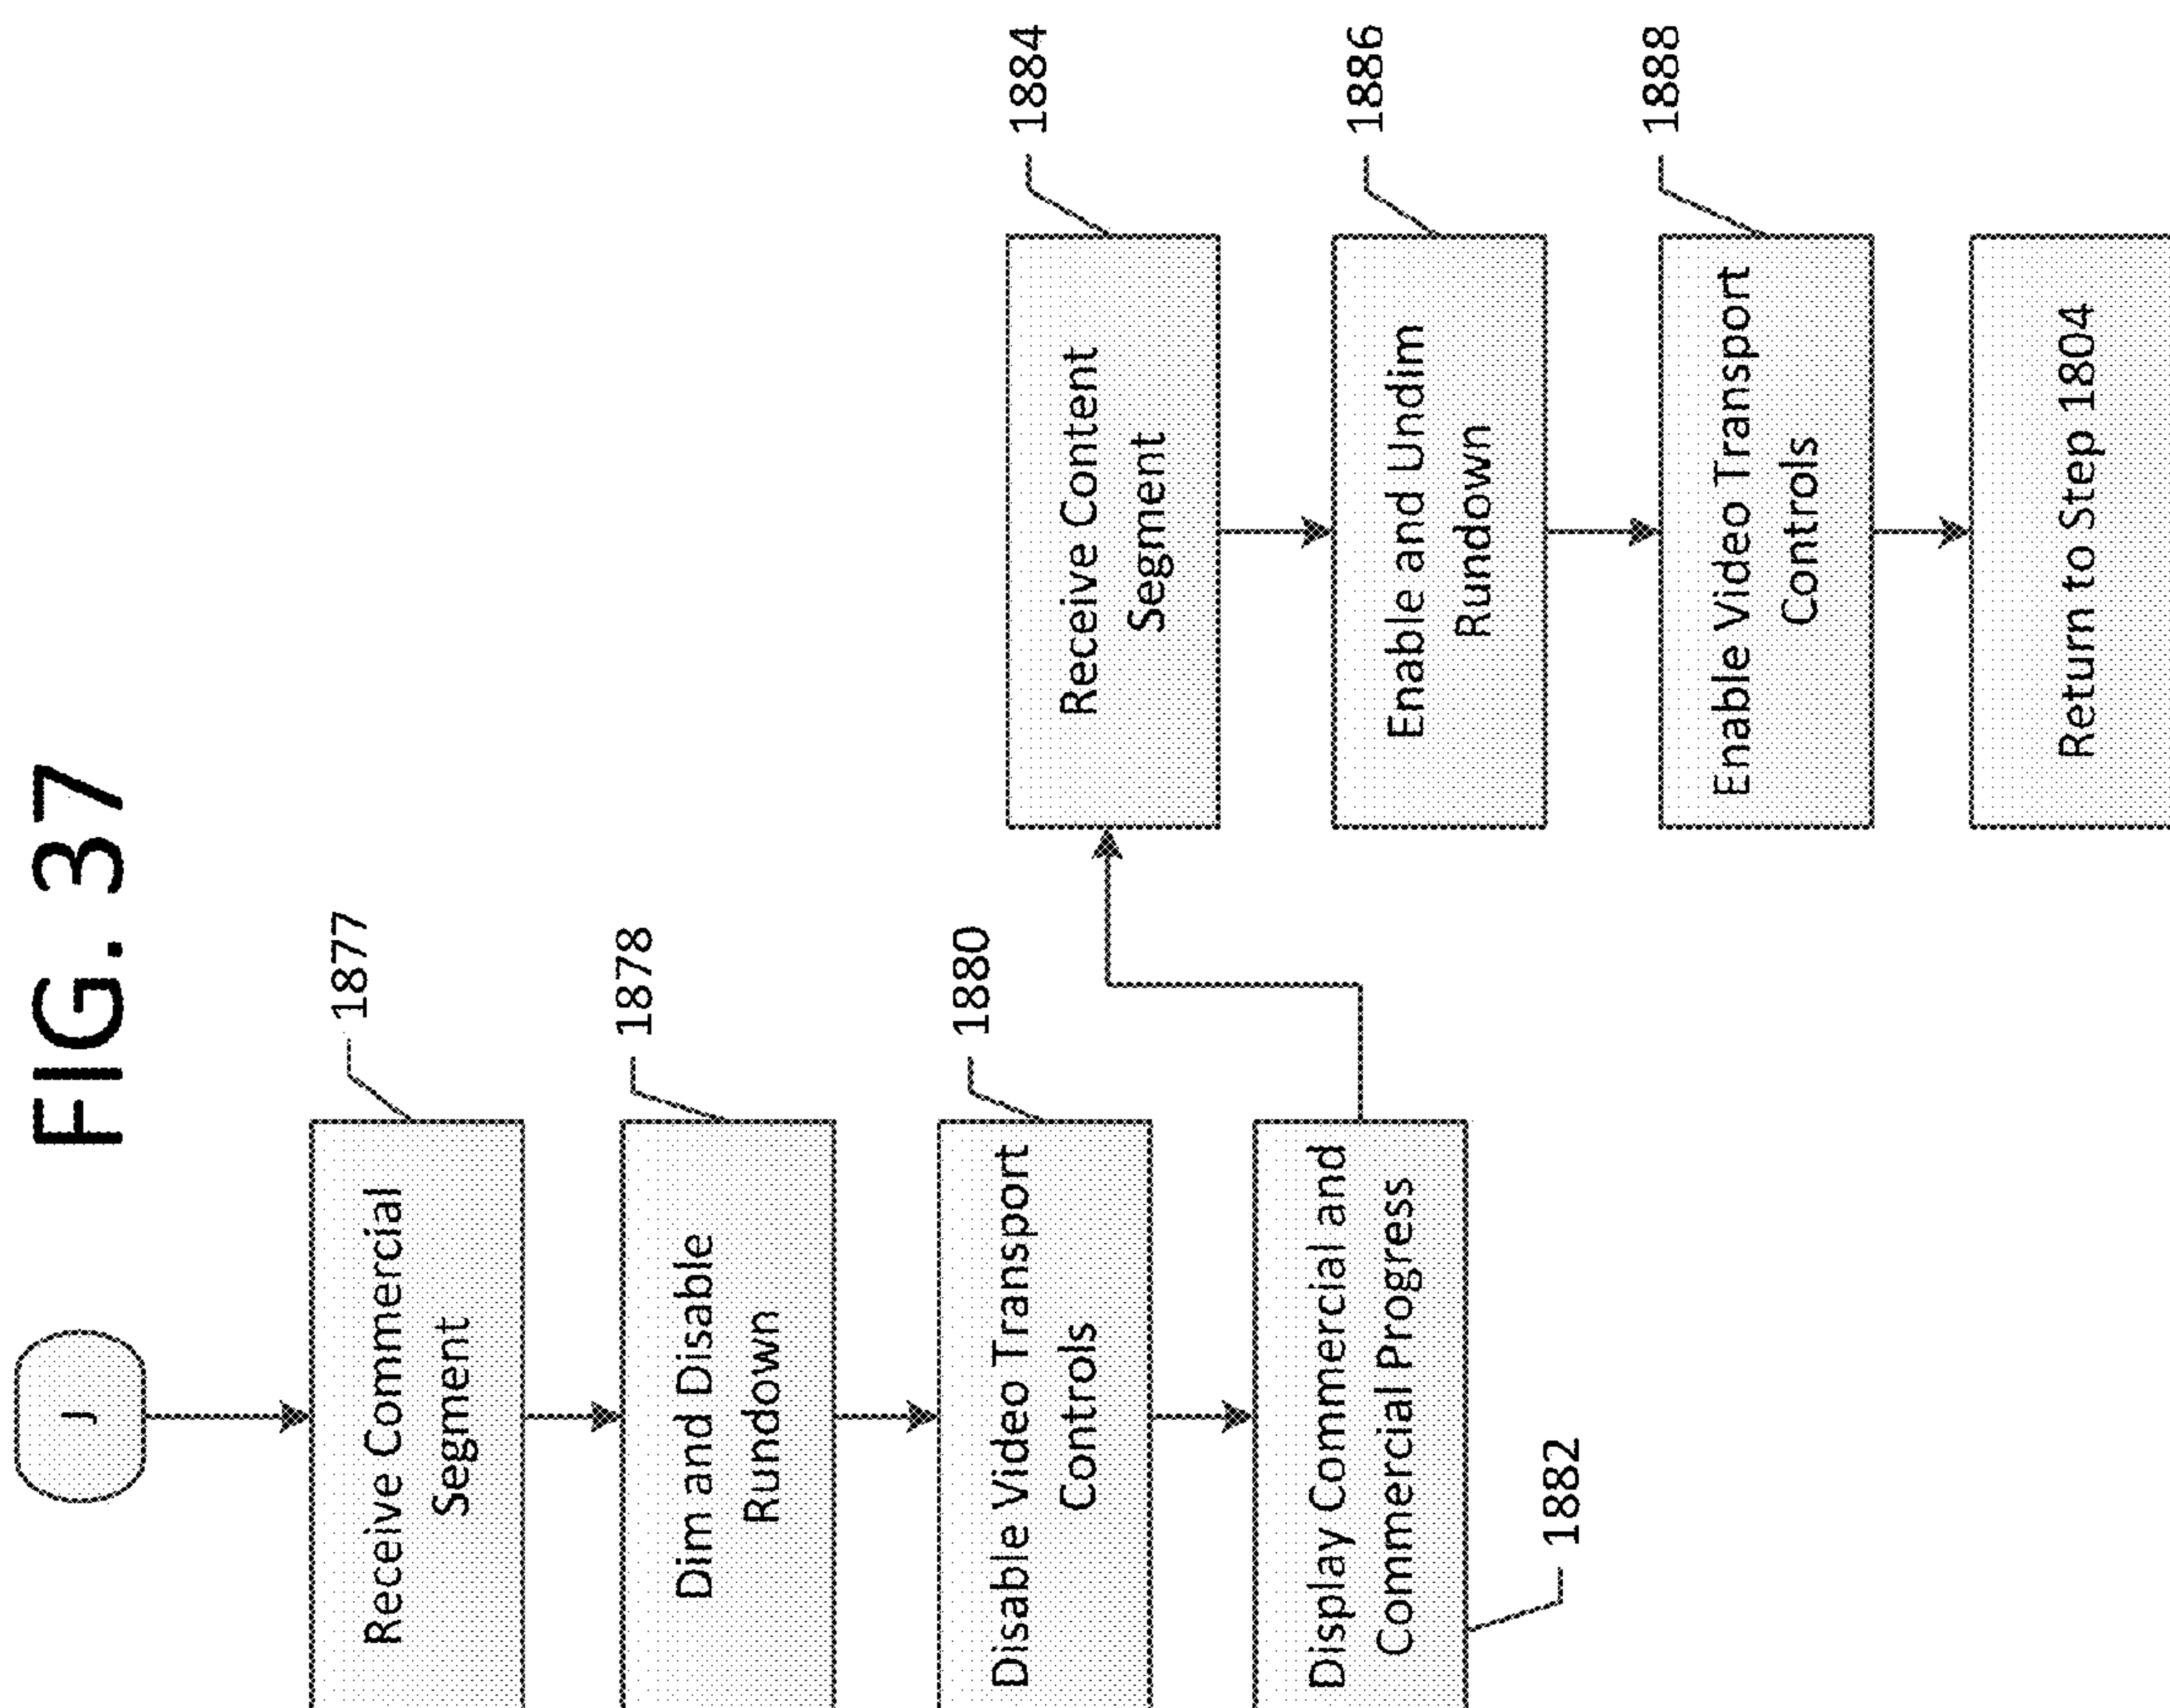 FIG. 37
J
Receive Commercial
Segment
1877
Dim and Disable
Rundown
1878
Disable Video Transport
Controls
1880
Display Commercial and
Commercial Progress
1882
Receive Content
Segment
1884
Enable and Undim
Rundown
1886
Enable Video Transport
Controls
1888
Return to Step 1804